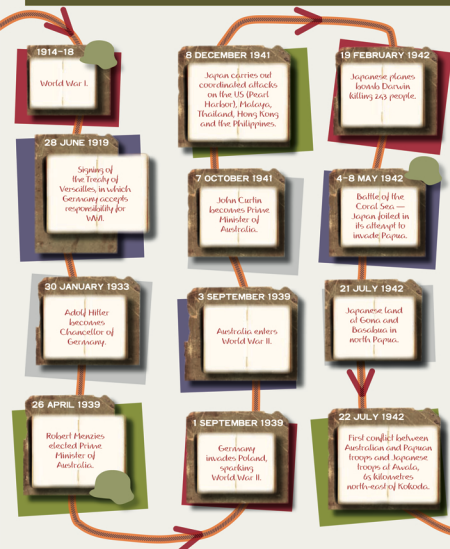 1914–18
World War I.
28 JUNE 1919
Signing of
the Treaty of
Versailles, in which
Germany accepts
responsibility for
WWI.
30 JANUARY 1933
Adolf Hitler
becomes
Chancellor of
Germany.
26 APRIL 1939
Robert Menzies
elected Prime
Minister of
Australia.
1 SEPTEMBER 1939
Germany
invades Poland,
sparking
World War II.
3 SEPTEMBER 1939
Australia enters
World War II.
7 OCTOBER 1941
John Curtin
becomes Prime
Minister of
Australia.
8 DECEMBER 1941
Japan carries out
coordinated attacks
on the US (Pearl
Harbor), Malaya,
Thailand, Hong Kong
and the Philippines.
19 FEBRUARY 1942
Japanese planes
bomb Darwin
killing 243 people.
4–8 MAY 1942
Battle of the
Coral Sea —
Japan foiled in
its attempt to
invade Papua.
21 JULY 1942
Japanese land
at Gona and
Basabua in
north Papua.
22 JULY 1942
First conflict between
Australian and Papuan
troops and Japanese
troops at Awala,
65 kilometres
north-east of Kokoda.